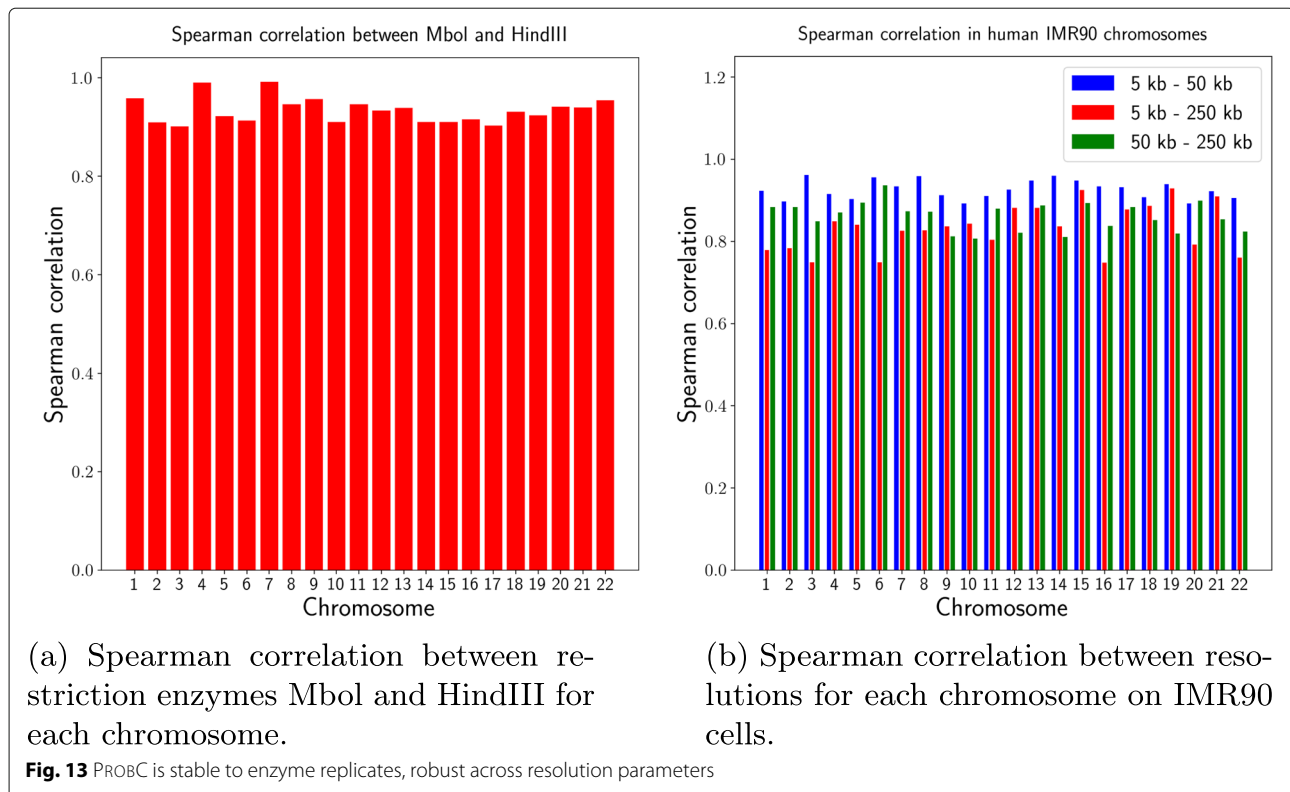 Spearman correlation between Mbol and HindIII
1.0
0.8
0.6
0.4
0.2
0.0
Spearman correlation
1 2 3 4 5 6 7 8 9 10 11 12 13 14 15 16 17 18 19 20 21 22
Chromosome
(a) Spearman correlation between re-
striction enzymes Mbol and HindIII for
each chromosome.
Spearman correlation in human IMR90 chromosomes
5 kb - 50 kb
5 kb - 250 kb
50 kb - 250 kb
1.2
1.0
0.8
0.6
0.4
0.2
0.0
Spearman correlation
1 2 3 4 5 6 7 8 9 10 11 12 13 14 15 16 17 18 19 20 21 22
Chromosome
(b) Spearman correlation between reso-
lutions for each chromosome on IMR90
cells.
Fig. 13 PROBC is stable to enzyme replicates, robust across resolution parameters